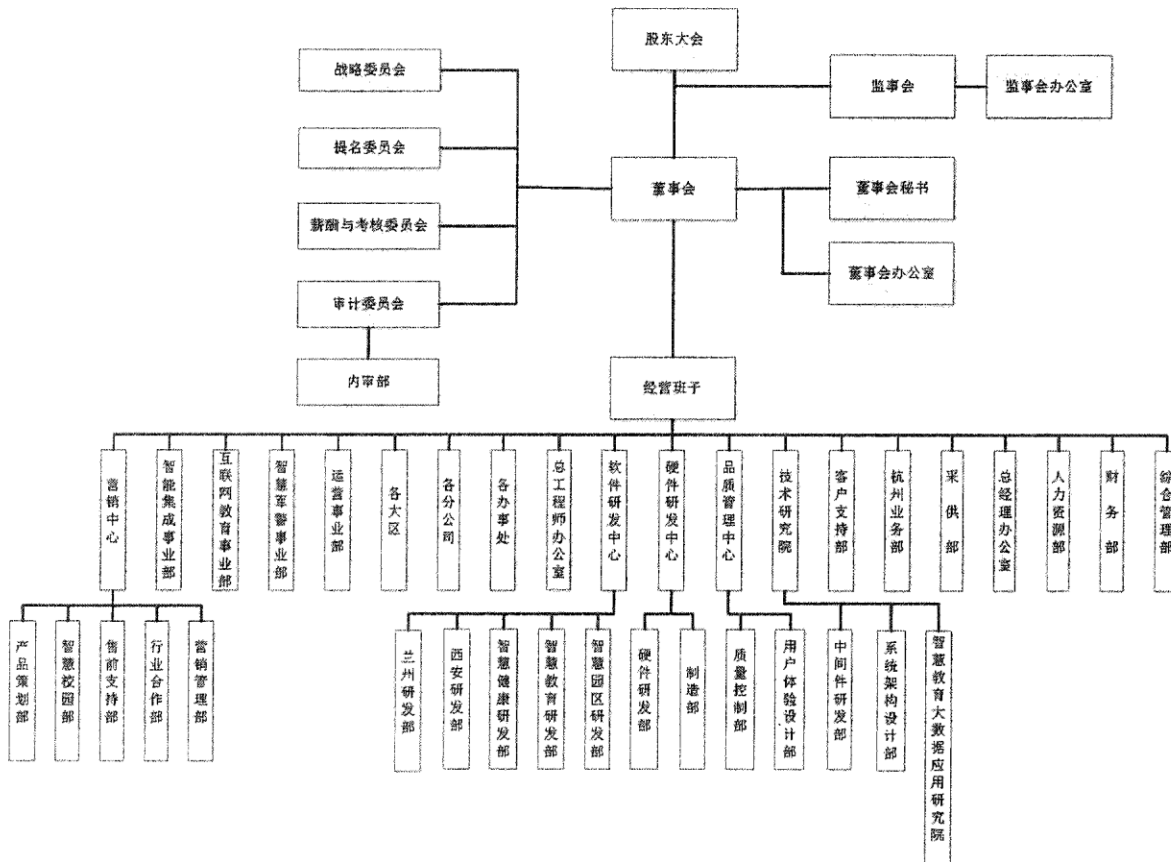 股东大会
战略委员会
监事会
监事会办公室
提名委员会
董事会
董事会秘书
薪酬与考核委员会
董事会办公室
审计委员会
内审部
经营班子
营销中心
智能集成事业部
互联网教育事业部
智慧军警事业部
运营事业部
各大区
各分公司
各办事处
总工程师办公室
软件研发中心
硬件研发中心
品质管理中心
技术研究院
客户支持部
杭州业务部
采供部
总经理办公室
人力资源部
财务部
综合管理部
产品策划部
智慧校园部
售前支持部
行业合作部
营销管理部
兰州研发部
西安研发部
智慧健康研发部
智慧教育研发部
智慧园区研发部
硬件研发部
制造部
质量控制部
用户体验设计部
中间件研发部
系统架构设计部
智慧教育大数据应用研究院